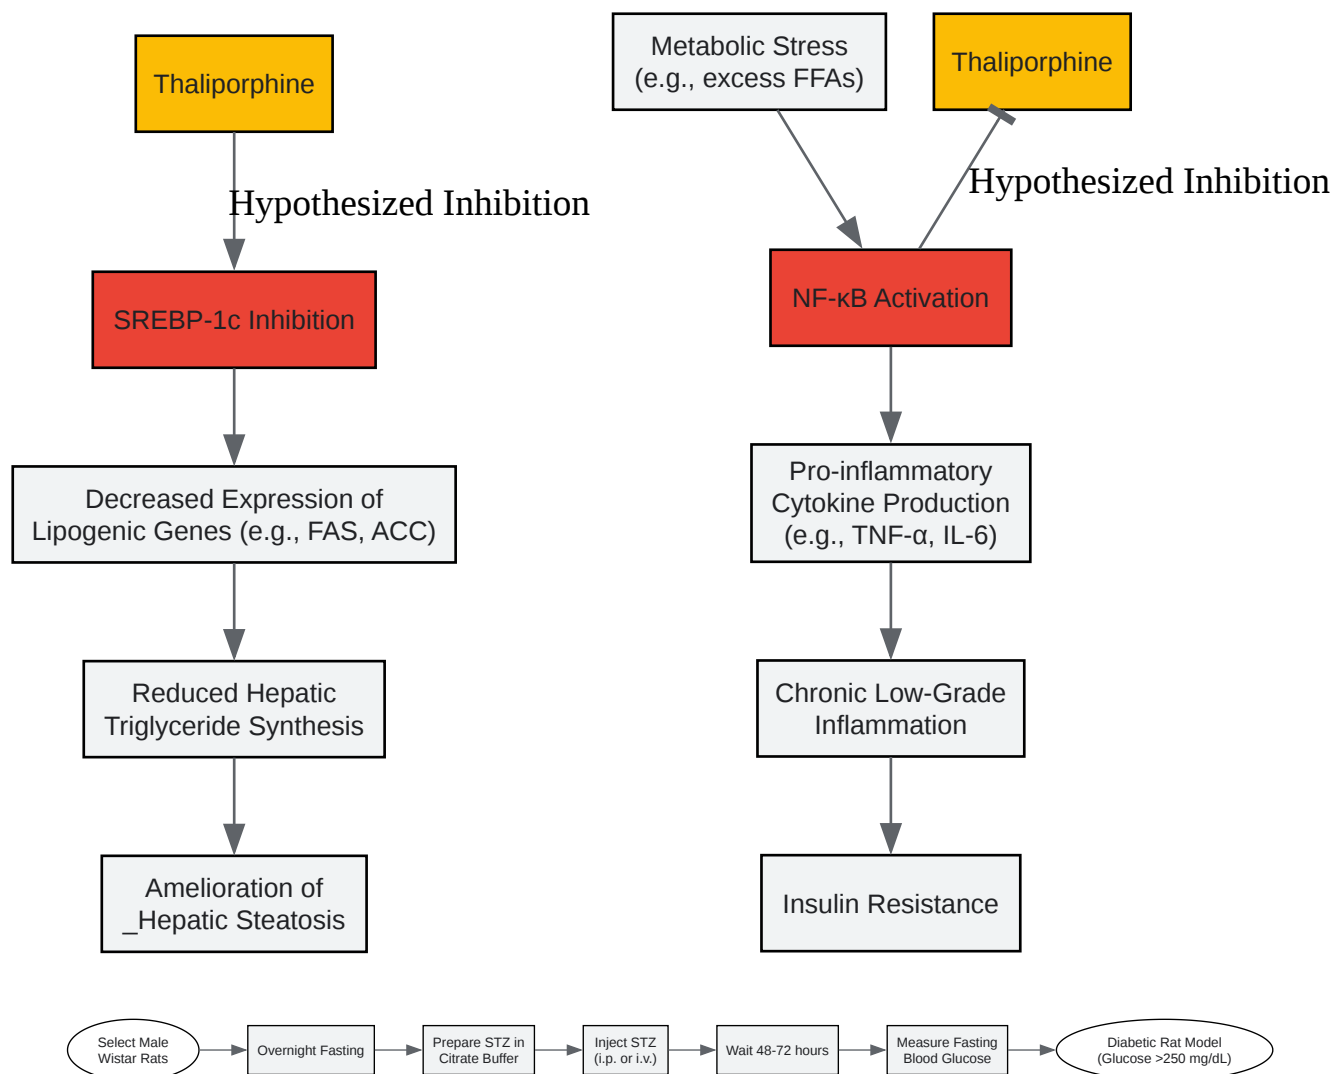 Thaliporphine
Hypothesized Inhibition
SREBP-1c Inhibition
Decreased Expression of
Lipogenic Genes (e.g., FAS, ACC)
Reduced Hepatic
Triglyceride Synthesis
Amelioration of
_Hepatic Steatosis
Metabolic Stress
(e.g., excess FFAs)
Thaliporphine
Hypothesized Inhibition
NF-κB Activation
Pro-inflammatory
Cytokine Production
(e.g., TNF-α, IL-6)
Chronic Low-Grade
Inflammation
Insulin Resistance
Select Male
Wistar Rats
Overnight Fasting
Prepare STZ in
Citrate Buffer
Inject STZ
(i.p. or i.v.)
Wait 48-72 hours
Measure Fasting
Blood Glucose
Diabetic Rat Model
(Glucose >250 mg/dL)